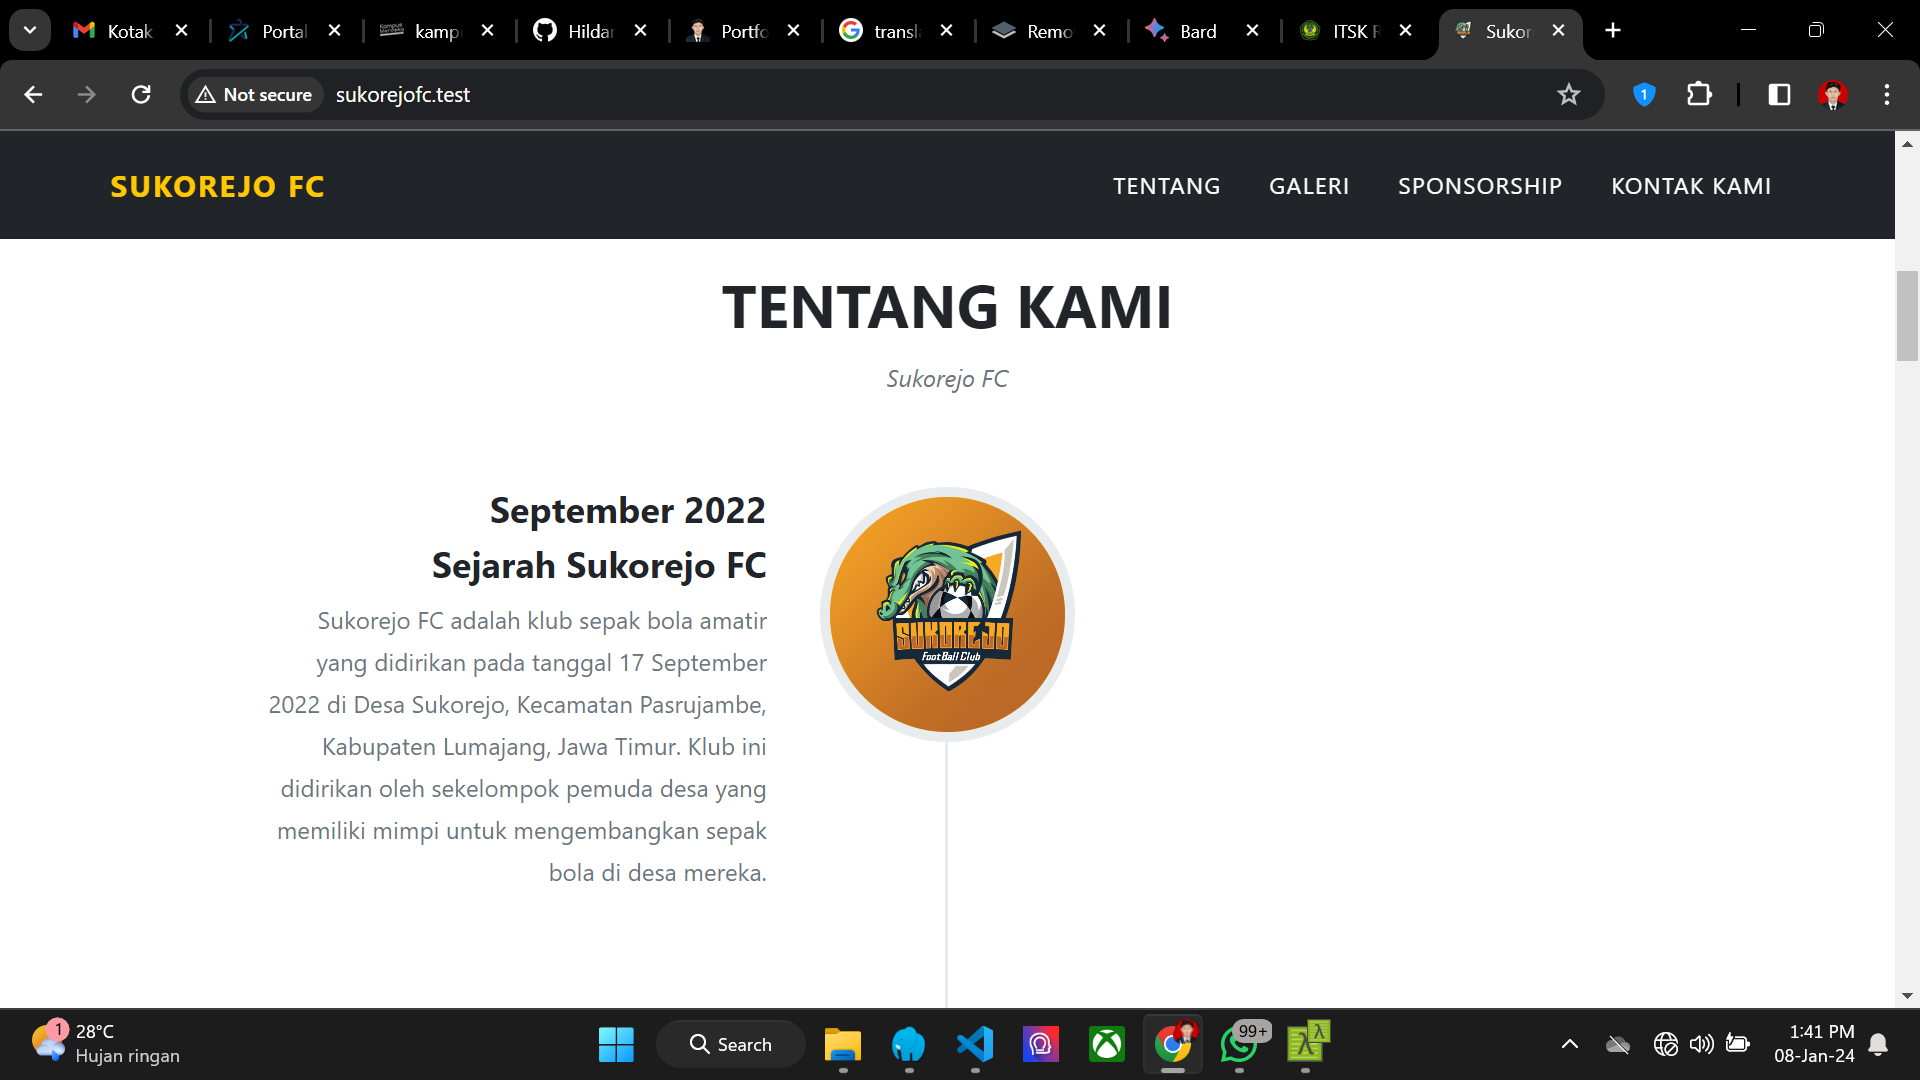 Kotak
Portal
kamp
Hildar
Portfo
transla
Remo
Bard
ITSK R
Sukor
Not secure
sukorejofc.test
1
SUKOREJO FC
TENTANG
GALERI
SPONSORSHIP
KONTAK KAMI
TENTANG KAMI
Sukorejo FC
September 2022
Sejarah Sukorejo FC
Sukorejo FC adalah klub sepak bola amatir
yang didirikan pada tanggal 17 September
2022 di Desa Sukorejo, Kecamatan Pasrujambe,
Kabupaten Lumajang, Jawa Timur. Klub ini
didirikan oleh sekelompok pemuda desa yang
memiliki mimpi untuk mengembangkan sepak
bola di desa mereka.
SUKOREJO
FootBall Club
1
28°C
Hujan ringan
Search
99+
1:41 PM
08-Jan-24